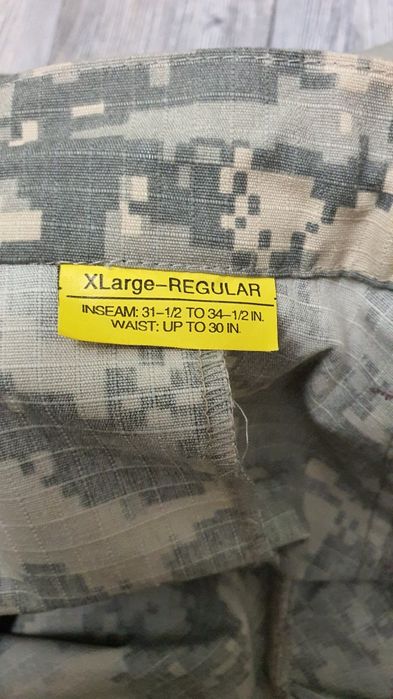 XLarge-REGULAR
INSEAM: 31-1/2 TO 34-1/2 IN.
WAIST: UP TO 30 IN.